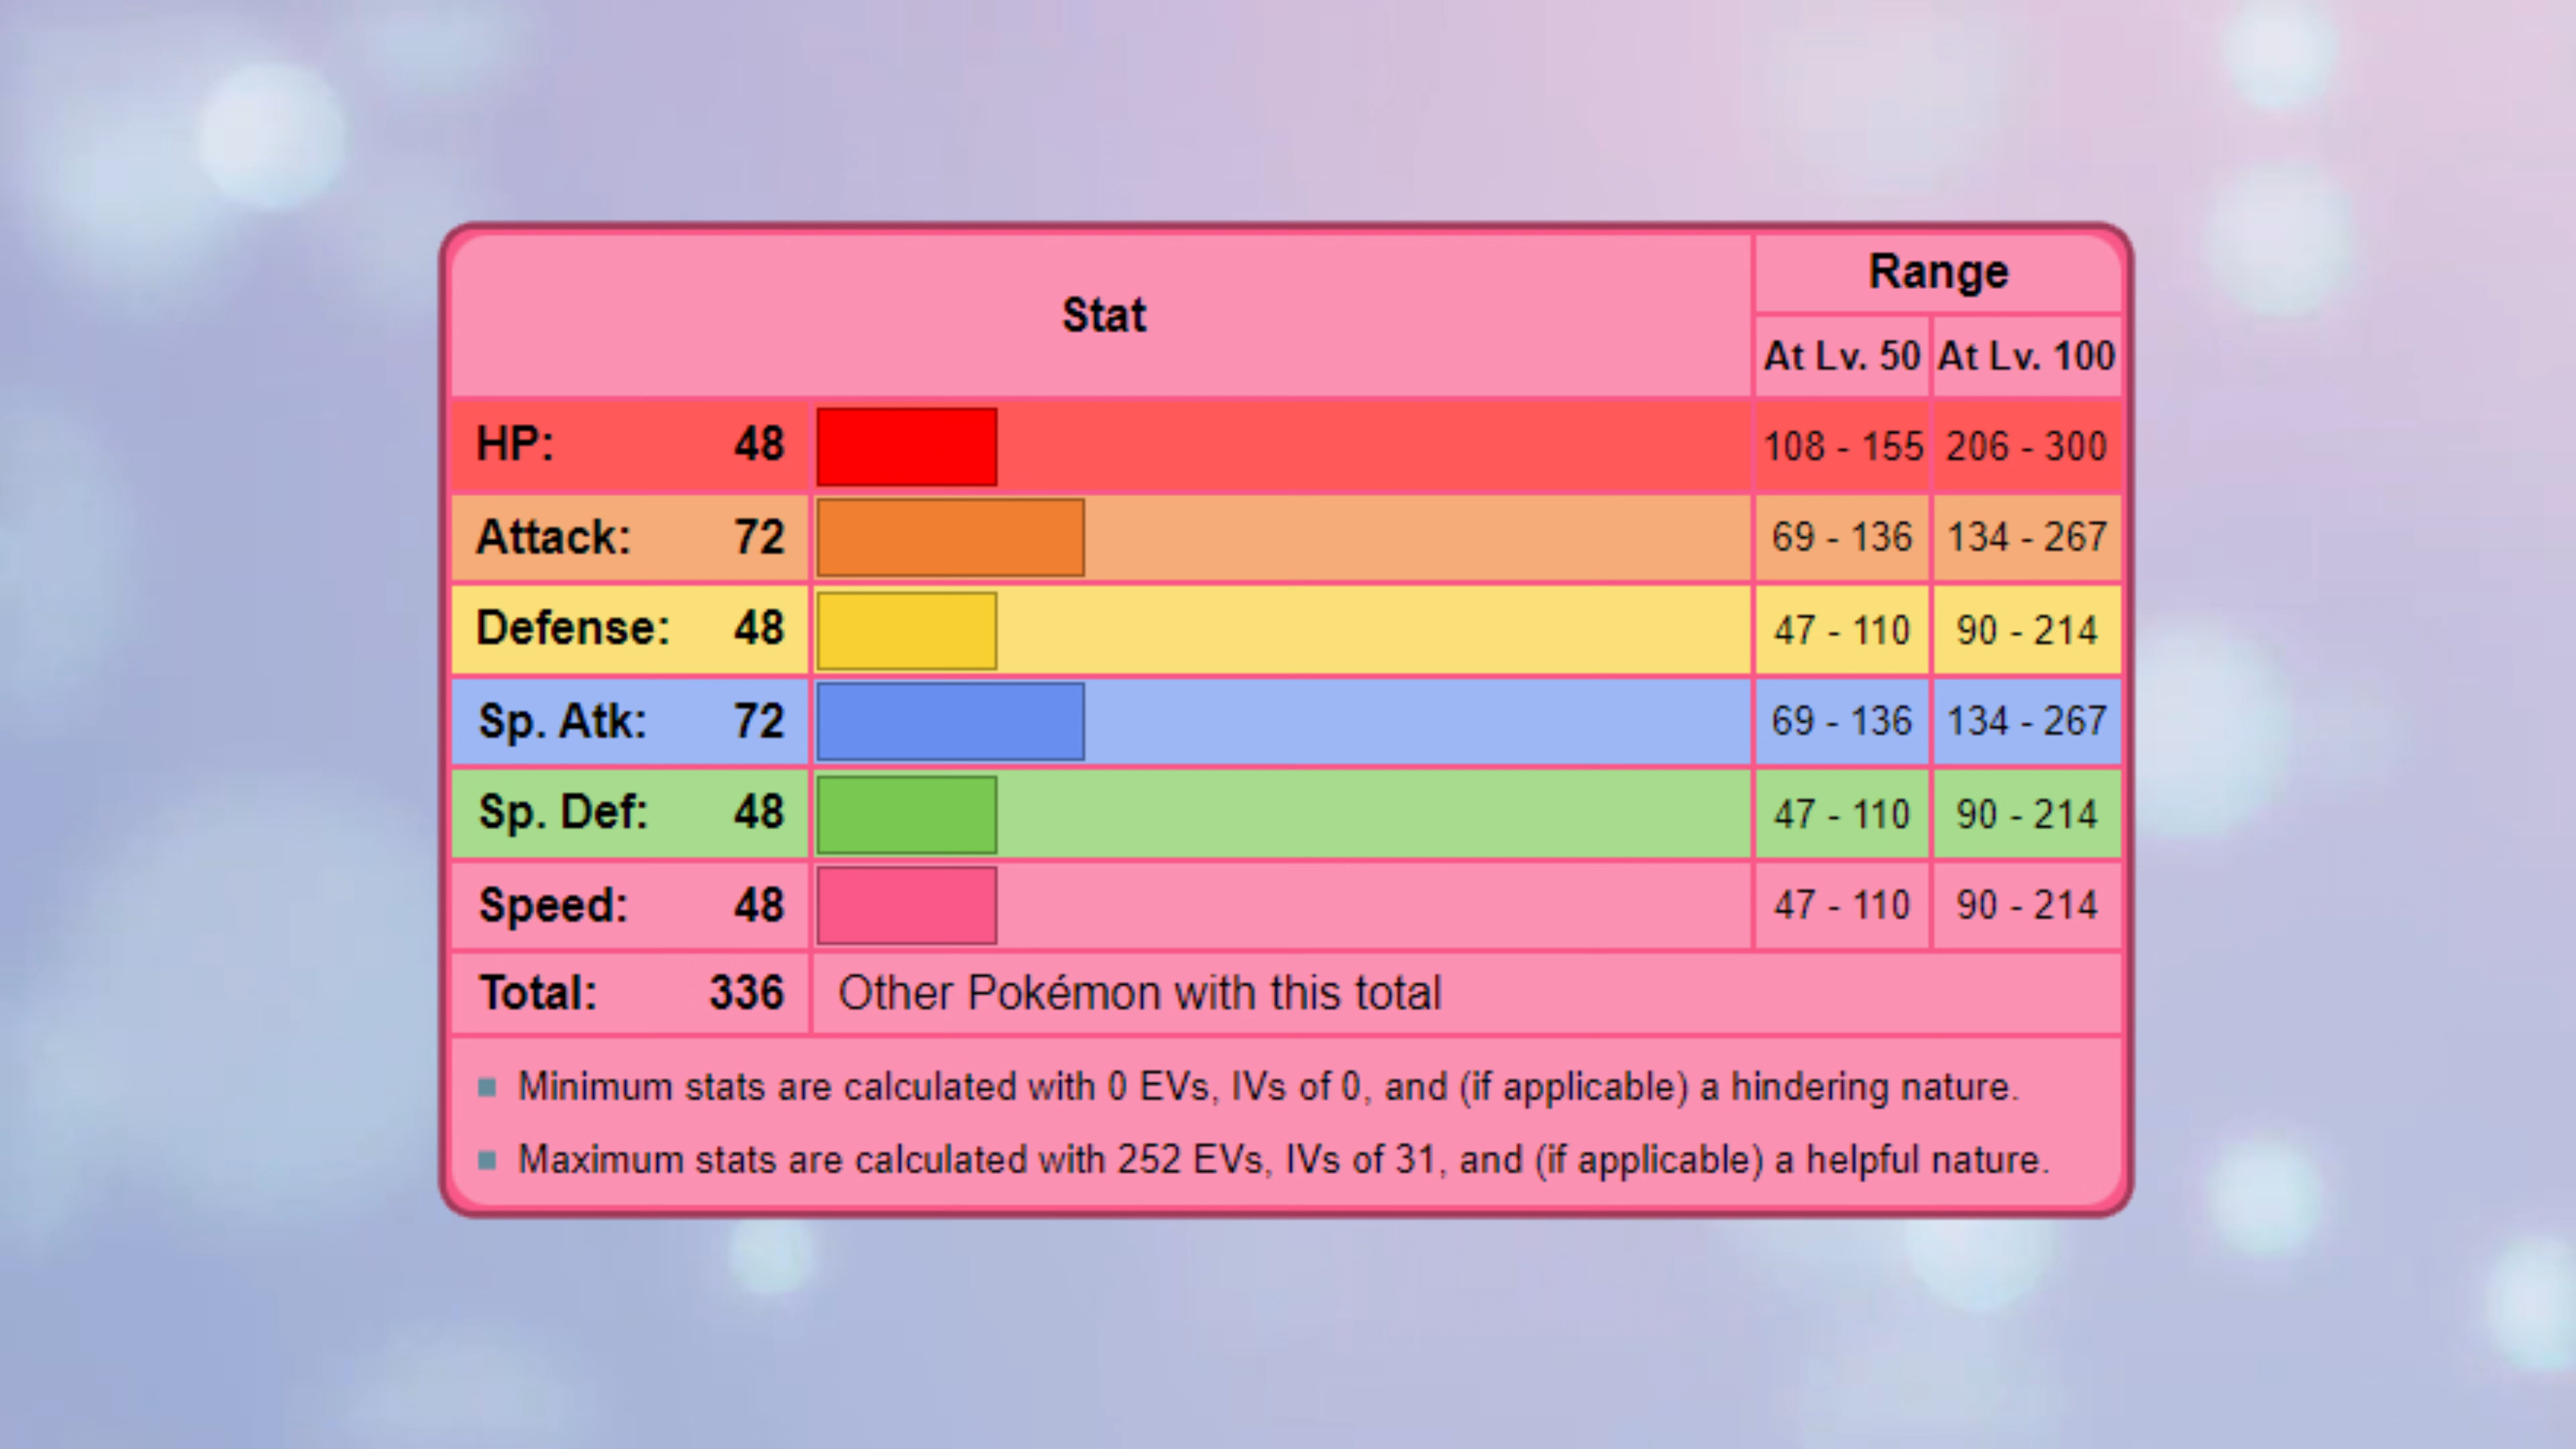 Stat
Range
At Lv. 50 At Lv. 100
HP: 48 108 - 155 206 - 300
Attack: 72 69 - 136 134 - 267
Defense: 48 47 - 110 90 - 214
Sp. Atk: 72 69 - 136 134 - 267
Sp. Def: 48 47 - 110 90 - 214
Speed: 48 47 - 110 90 - 214
Total: 336 Other Pokémon with this total
Minimum stats are calculated with 0 EVs, IVs of 0, and (if applicable) a hindering nature.
Maximum stats are calculated with 252 EVs, IVs of 31, and (if applicable) a helpful nature.